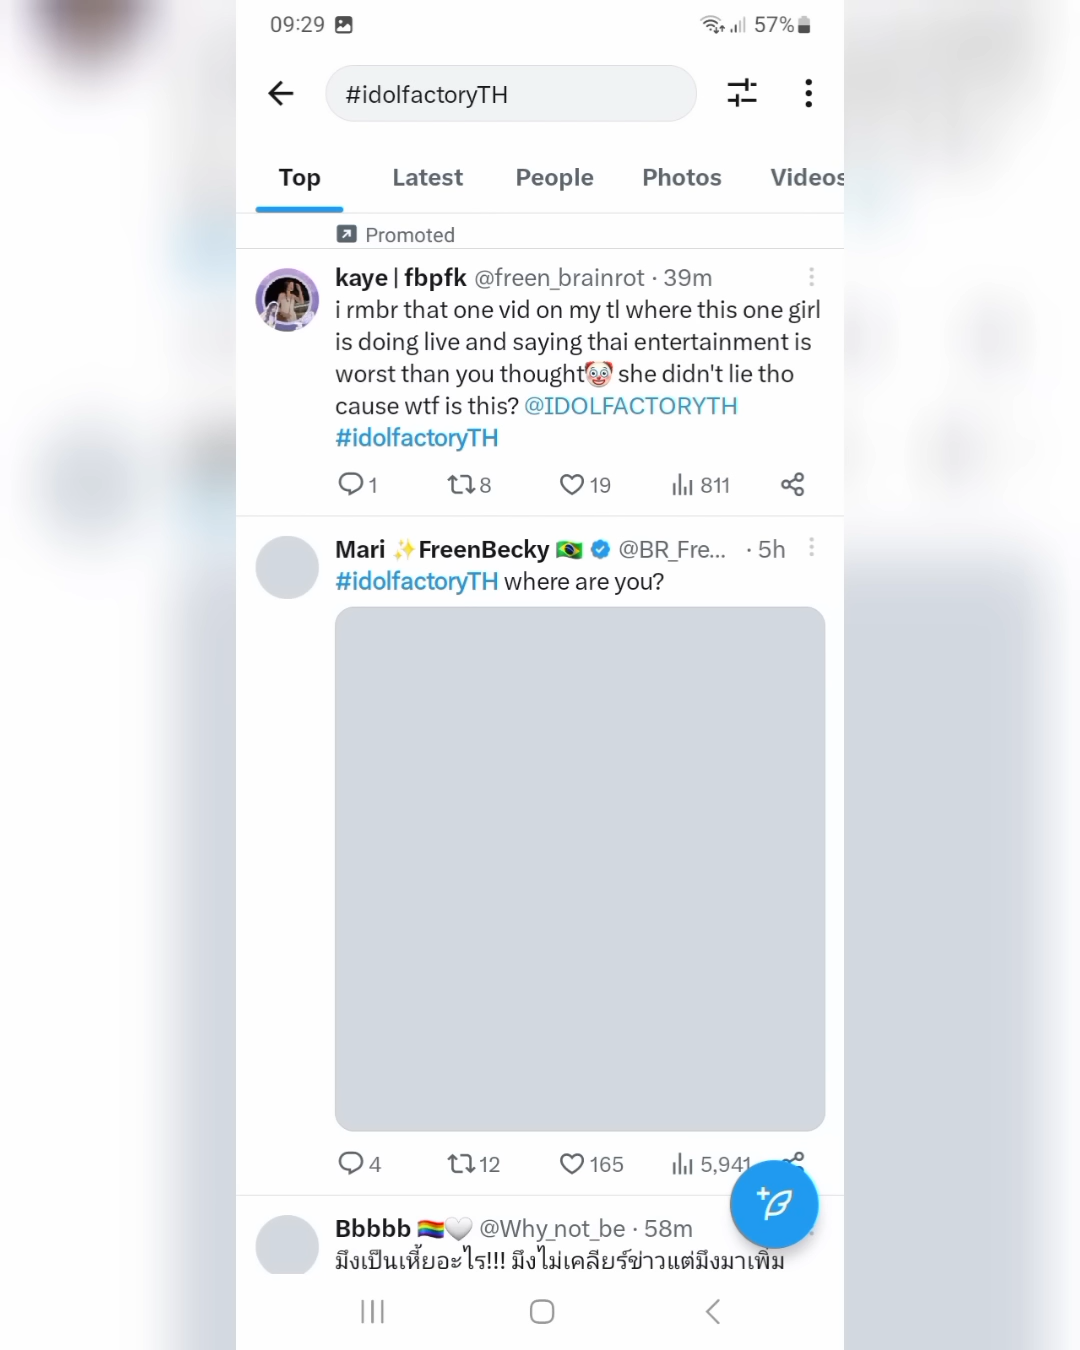 09:29
57%
#idolfactoryTH
Top Latest People Photos Videos
Promoted
kaye | fbpfk @freen_brainrot · 39m
i rmbr that one vid on my tl where this one girl
is doing live and saying thai entertainment is
worst than you thought🤡 she didn't lie tho
cause wtf is this? @IDOLFACTORYTH
#idolfactoryTH
1 8 19 811
Mari ✨FreenBecky 🇧🇷 @BR_Fre... · 5h
#idolfactoryTH where are you?
4 12 165 5,941
Bbbbb 🏳️‍🌈🤍 @Why_not_be · 58m
มึงเป็นเหี้ยอะไร!!! มึงไม่เคลียร์ข่าวแต่มึงมาเพิ่ม